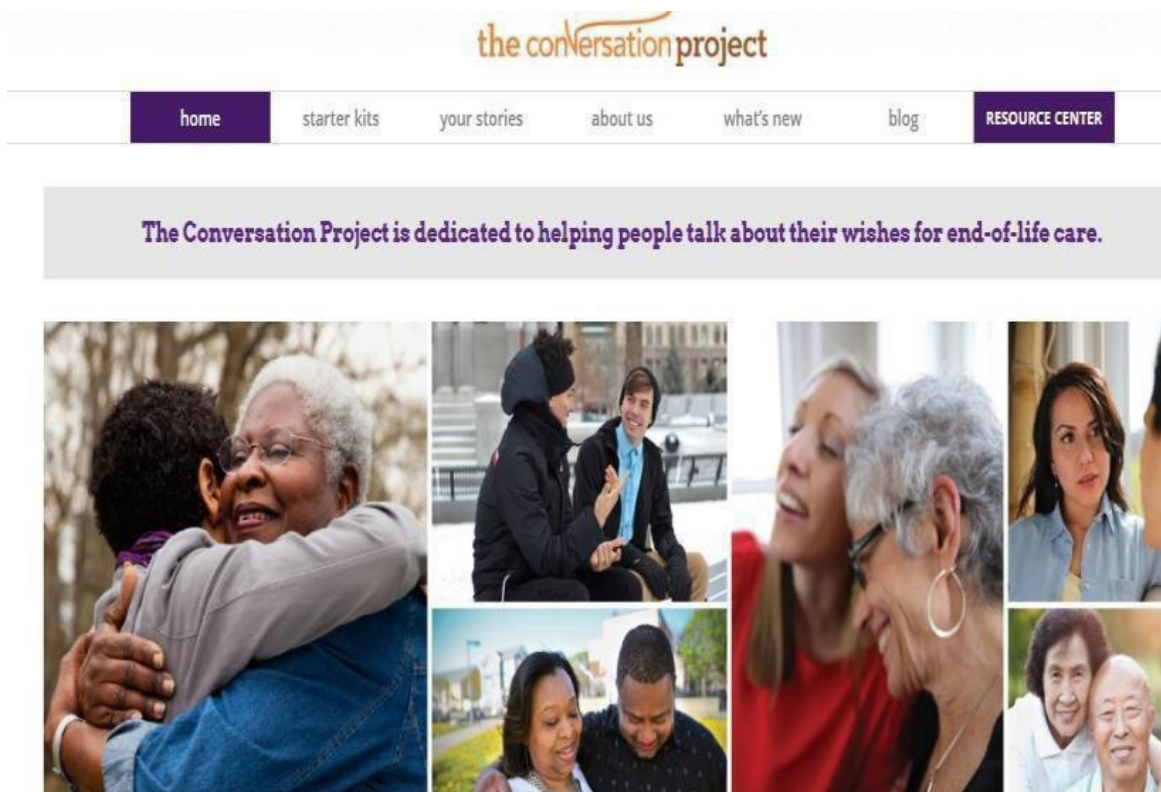 the conversation project
home starter kits your stories about us what's new blog RESOURCE CENTER
The Conversation Project is dedicated to helping people talk about their wishes for end-of-life care.